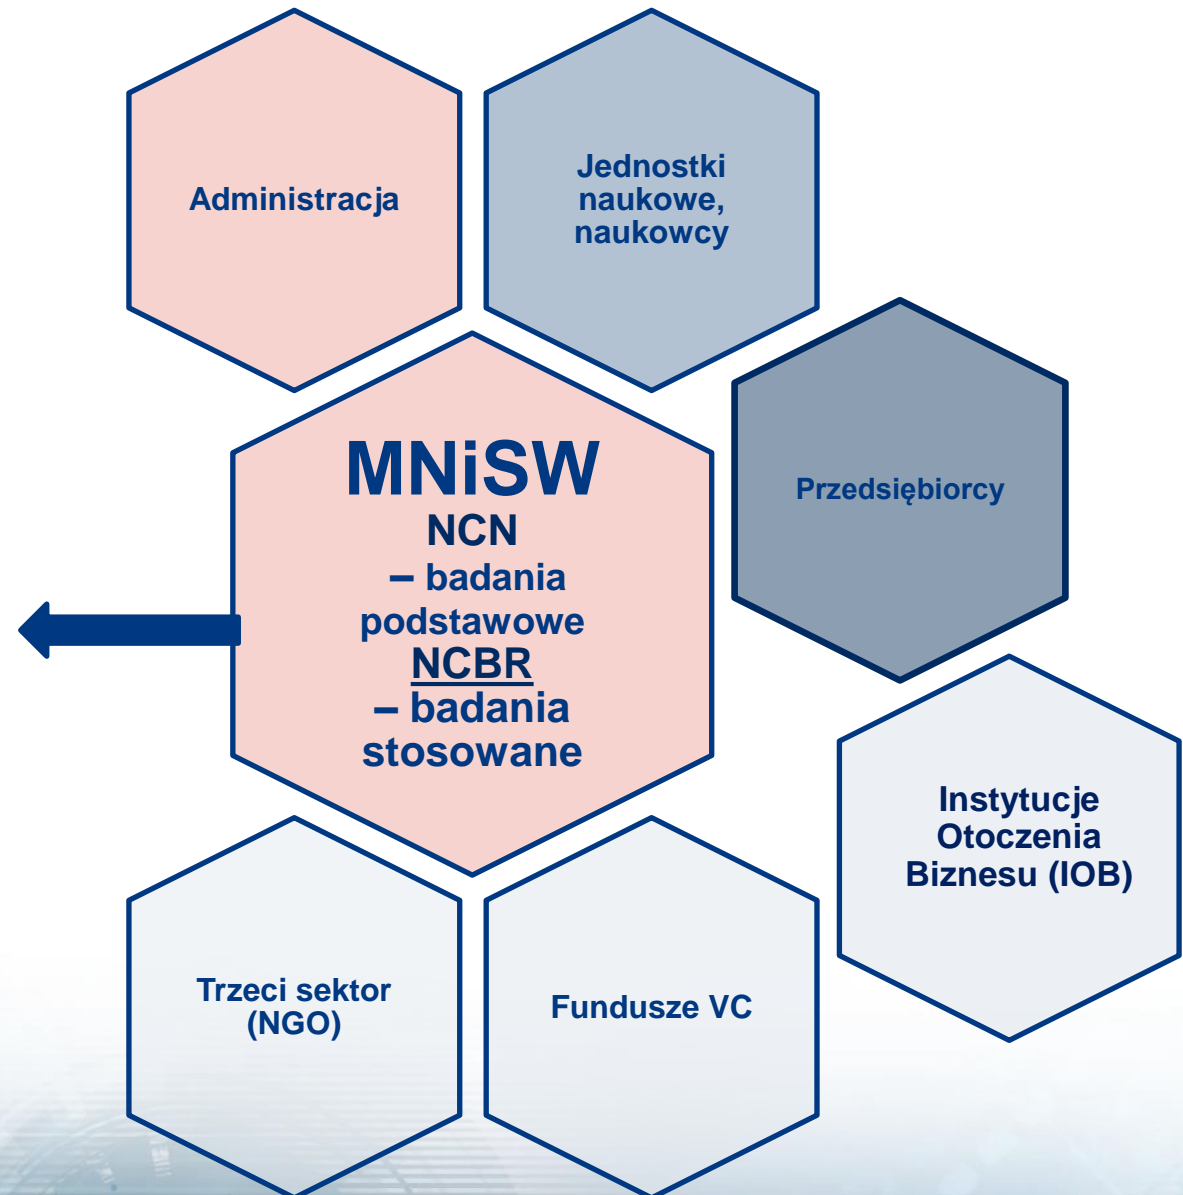 Administracja
Jednostki
naukowe,
naukowcy
Przedsiębiorcy
MNiSW
NCN
– badania
podstawowe
NCBR
– badania
stosowane
Instytucje
Otoczenia
Biznesu (IOB)
Trzeci sektor
(NGO)
Fundusze VC